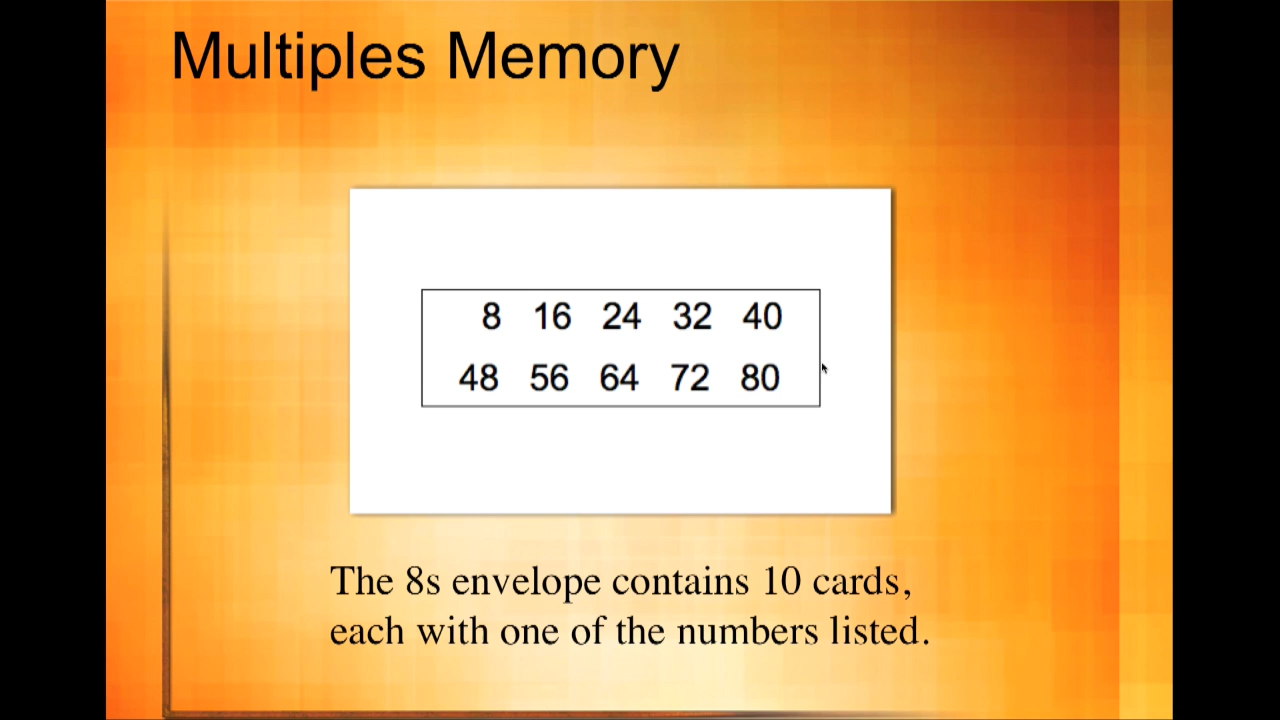 Multiples Memory
8 16 24 32 40
48 56 64 72 80
The 8s envelope contains 10 cards,
each with one of the numbers listed.